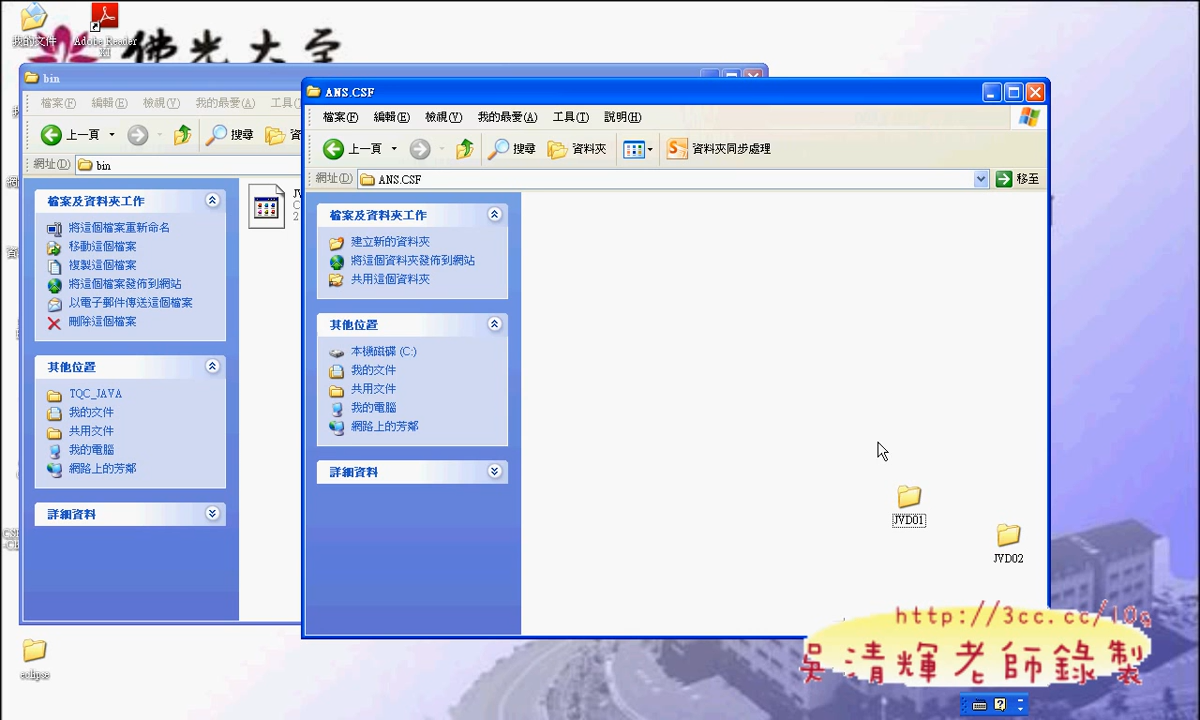 我的文件
Adobe Reader
XI
佛光大學
bin
檔案(F) 編輯(E) 檢視(V) 我的最愛(A) 工具(
上一頁 搜尋 資
網址(D) bin
檔案及資料夾工作
將這個檔案重新命名
移動這個檔案
複製這個檔案
將這個檔案發佈到網站
以電子郵件傳送這個檔案
刪除這個檔案
其他位置
TQC_JAVA
我的文件
共用文件
我的電腦
網路上的芳鄰
詳細資料
ANS.CSF
檔案(F) 編輯(E) 檢視(V) 我的最愛(A) 工具(T) 說明(H)
上一頁 搜尋 資料夾 資料夾同步處理
網址(D) ANS.CSF 移至
檔案及資料夾工作
建立新的資料夾
將這個資料夾發佈到網站
共用這個資料夾
其他位置
本機磁碟 (C:)
我的文件
共用文件
我的電腦
網路上的芳鄰
詳細資料
JVD01
JVD02
eclipse
http://3cc.cc/10g
吳清輝老師錄製